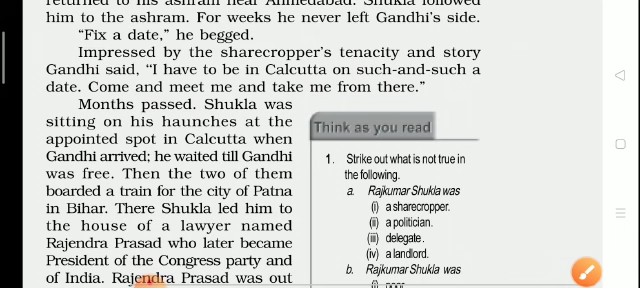 returned to his ashram near Ahmedabad. Shukla followed
him to the ashram. For weeks he never left Gandhi's side.
"Fix a date," he begged.
Impressed by the sharecropper's tenacity and story
Gandhi said, "I have to be in Calcutta on such-and-such a
date. Come and meet me and take me from there."
Months passed. Shukla was
sitting on his haunches at the
appointed spot in Calcutta when
Gandhi arrived; he waited till Gandhi
was free. Then the two of them
boarded a train for the city of Patna
in Bihar. There Shukla led him to
the house of a lawyer named
Rajendra Prasad who later became
President of the Congress party and
of India. Rajendra Prasad was out
Think as you read
1. Strike out what is not true in
the following.
a. Rajkumar Shukla was
(i) a sharecropper.
(ii) a politician.
(iii) delegate.
(iv) a landlord.
b. Rajkumar Shukla was
(i) poor.